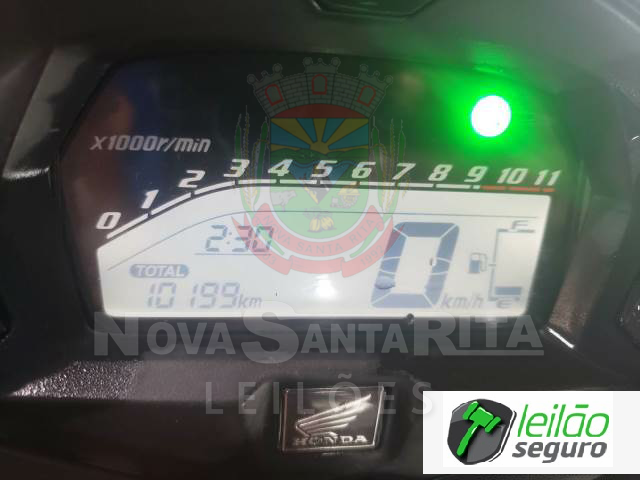 x1000r/min
0 1 2 3 4 5 6 7 8 9 10 11
2:30
TOTAL
10199km
0 km/h
F
E
NOVA SANTA RITA
LEILÕES
HONDA
leilão
seguro